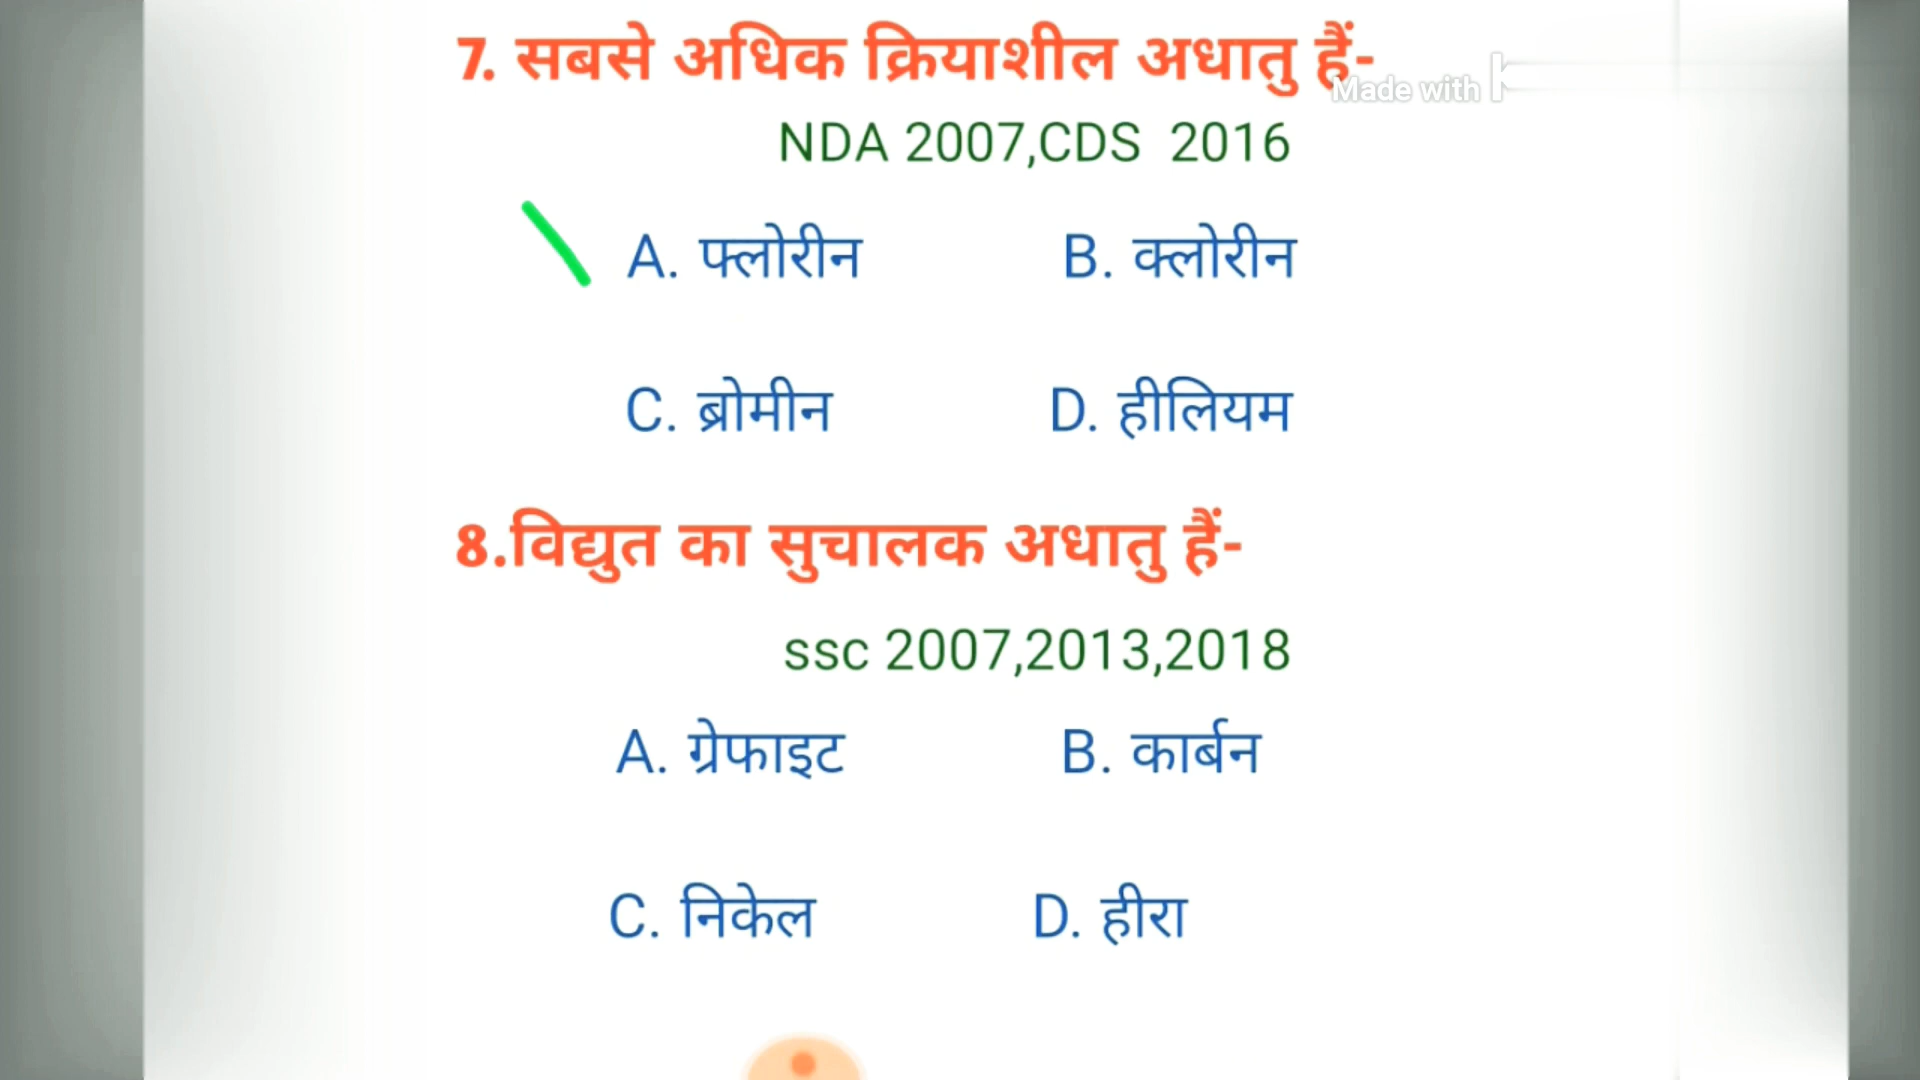 7. सबसे अधिक क्रियाशील अधातु हैं-
Made with
NDA 2007,CDS 2016
A. फ्लोरीन B. क्लोरीन
C. ब्रोमीन D. हीलियम
8.विद्युत का सुचालक अधातु हैं-
ssc 2007,2013,2018
A. ग्रेफाइट B. कार्बन
C. निकेल D. हीरा